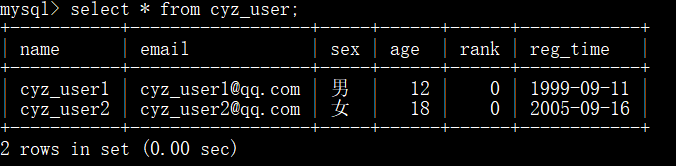 mysql> select * from cyz_user;
+-----------+------------------+-----+-----+------+------------+
| name | email | sex | age | rank | reg_time |
+-----------+------------------+-----+-----+------+------------+
| cyz_user1 | cyz_user1@qq.com | 男 | 12 | 0 | 1999-09-11 |
| cyz_user2 | cyz_user2@qq.com | 女 | 18 | 0 | 2005-09-16 |
+-----------+------------------+-----+-----+------+------------+
2 rows in set (0.00 sec)